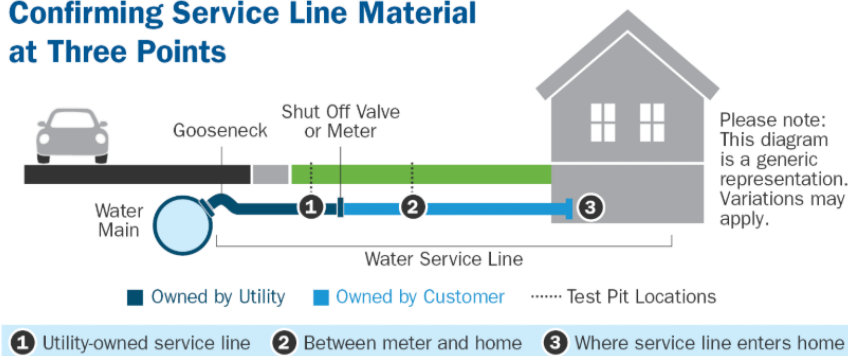 Confirming Service Line Material
at Three Points
Shut Off Valve
or Meter
Gooseneck
Please note:
This diagram
is a generic
representation.
Variations may
apply.
Water
Main
1
2
3
Water Service Line
Owned by Utility
Owned by Customer
Test Pit Locations
1 Utility-owned service line
2 Between meter and home
3 Where service line enters home